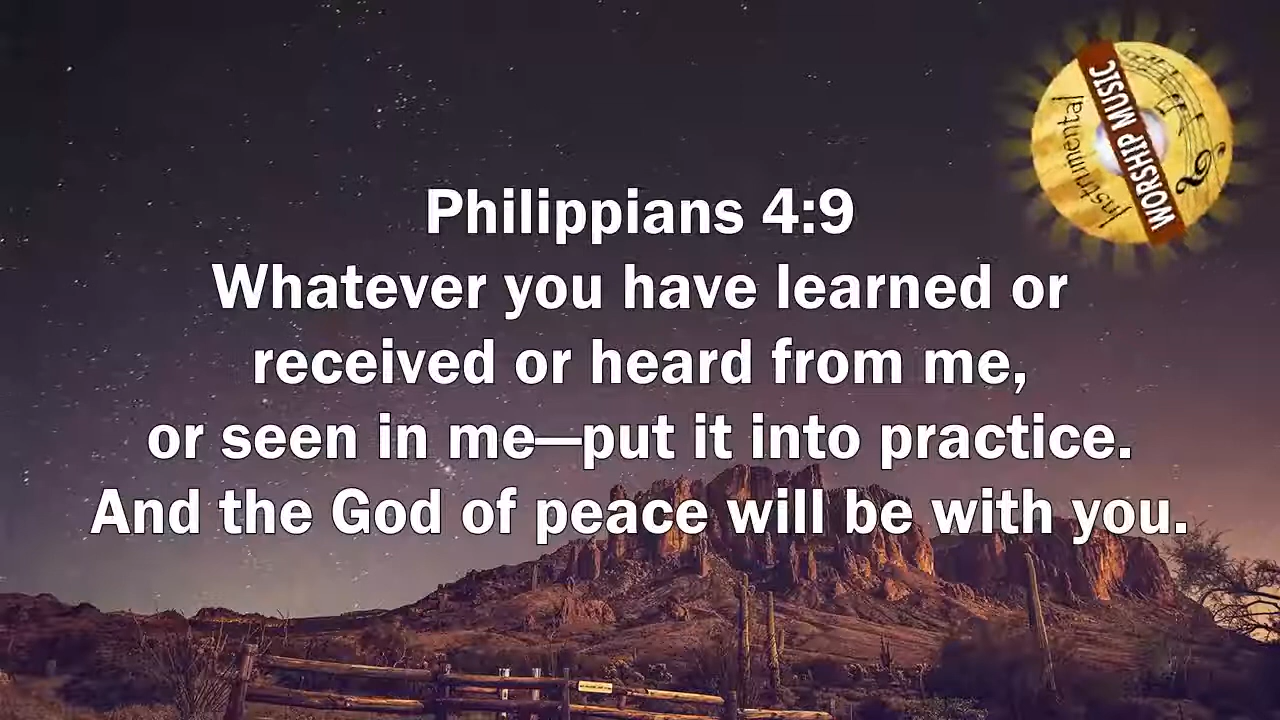 Philippians 4:9
Whatever you have learned or
received or heard from me,
or seen in me—put it into practice.
And the God of peace will be with you.
Instrumental
WORSHIP MUSIC